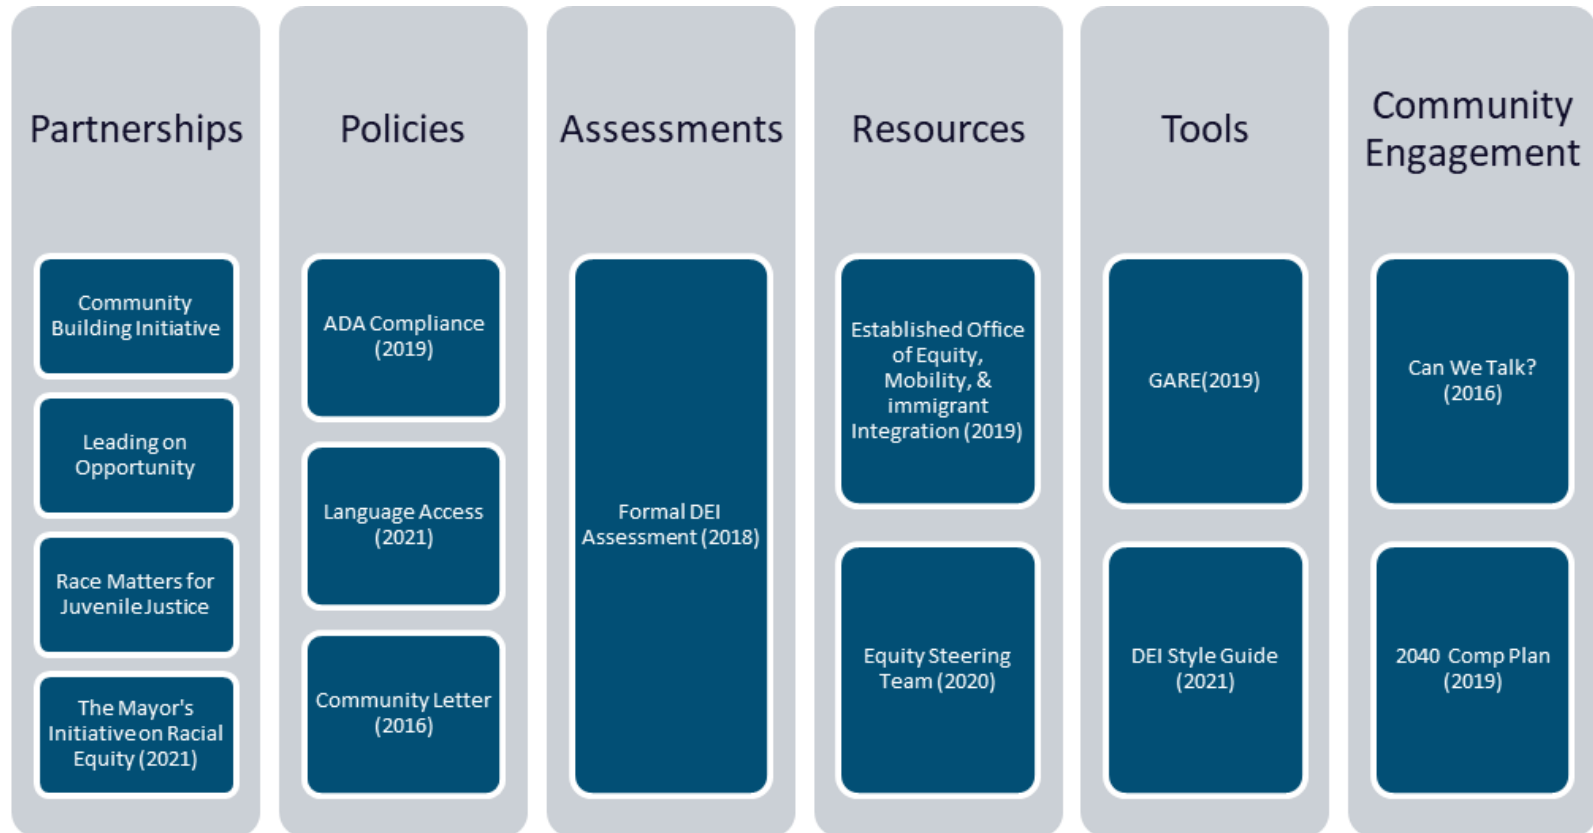 Partnerships
Community
Building Initiative
Leading on
Opportunity
Race Matters for
Juvenile Justice
The Mayor's
Initiative on Racial
Equity (2021)
Policies
ADA Compliance
(2019)
Language Access
(2021)
Community Letter
(2016)
Assessments
Formal DEI
Assessment (2018)
Resources
Established Office
of Equity,
Mobility, &
immigrant
Integration (2019)
Equity Steering
Team (2020)
Tools
GARE(2019)
DEI Style Guide
(2021)
Community
Engagement
Can We Talk?
(2016)
2040 Comp Plan
(2019)